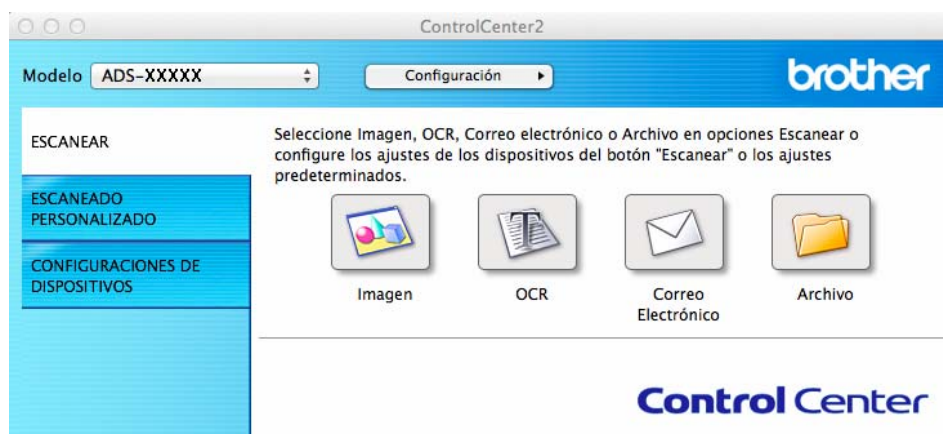 ControlCenter2
Modelo ADS-XXXXX Configuración brother
ESCANEAR
ESCANEADO
PERSONALIZADO
CONFIGURACIONES DE
DISPOSITIVOS
Seleccione Imagen, OCR, Correo electrónico o Archivo en opciones Escanear o
configure los ajustes de los dispositivos del botón "Escanear" o los ajustes
predeterminados.
Imagen OCR Correo Archivo
Electrónico
Control Center